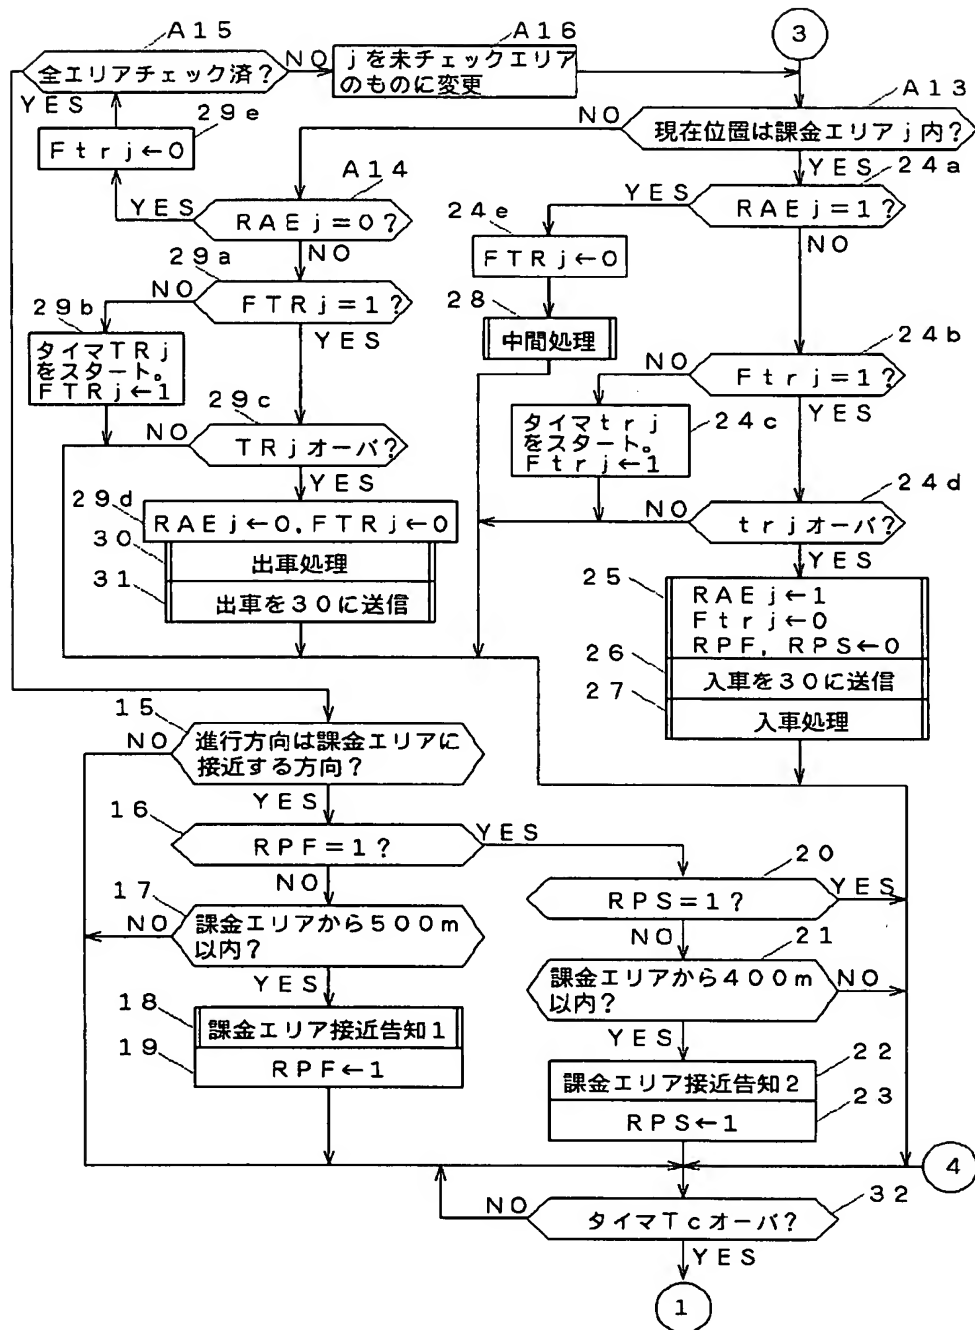 A15
A16
3
全エリアチェック済?
NO
jを未チェックエリア
のものに変更
YES
29e
A13
NO
現在位置は課金エリアj内?
Ftrj←0
A14
YES
24a
YES
RAEj=0?
YES
RAEj=1?
24e
NO
NO
FTRj←0
29a
NO
FTRj=1?
29b
28
YES
タイマTRj
をスタート。
FTRj←1
中間処理
24b
NO
Ftrj=1?
29c
YES
NO
TRjオーバ?
タイマtrj
をスタート。
Ftrj←1
24c
YES
24d
29d
NO
trjオーバ?
RAEj←0, FTRj←0
YES
30
出車処理
25
31
出車を30に送信
RAEj←1
Ftrj←0
RPF, RPS←0
26
入車を30に送信
27
入車処理
15
NO
進行方向は課金エリアに
接近する方向?
YES
16
RPF=1?
YES
20
NO
RPS=1?
YES
17
NO
課金エリアから500m
以内?
NO
21
YES
課金エリアから400m
以内?
NO
18
課金エリア接近告知1
YES
22
19
RPF←1
課金エリア接近告知2
23
RPS←1
4
32
NO
タイマTcオーバ?
YES
1